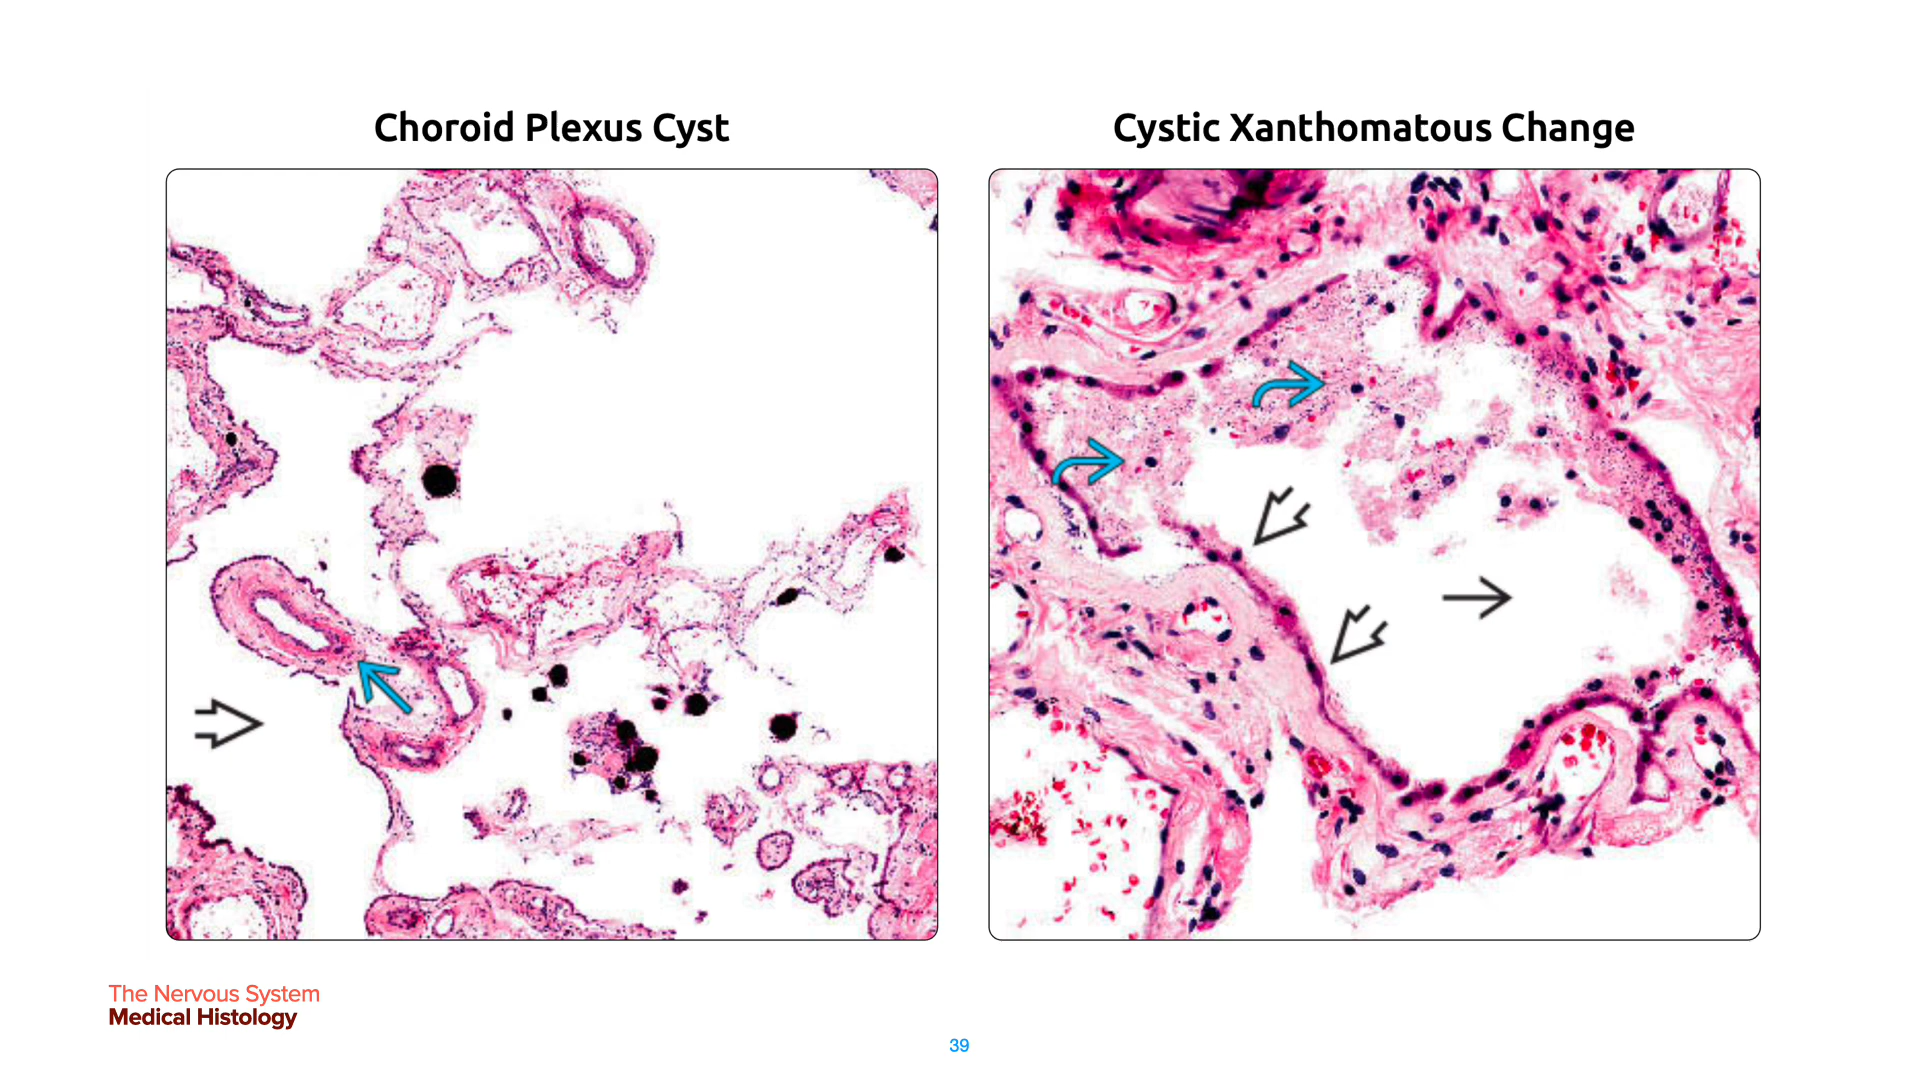 Choroid Plexus Cyst
Cystic Xanthomatous Change
The Nervous System
Medical Histology
39